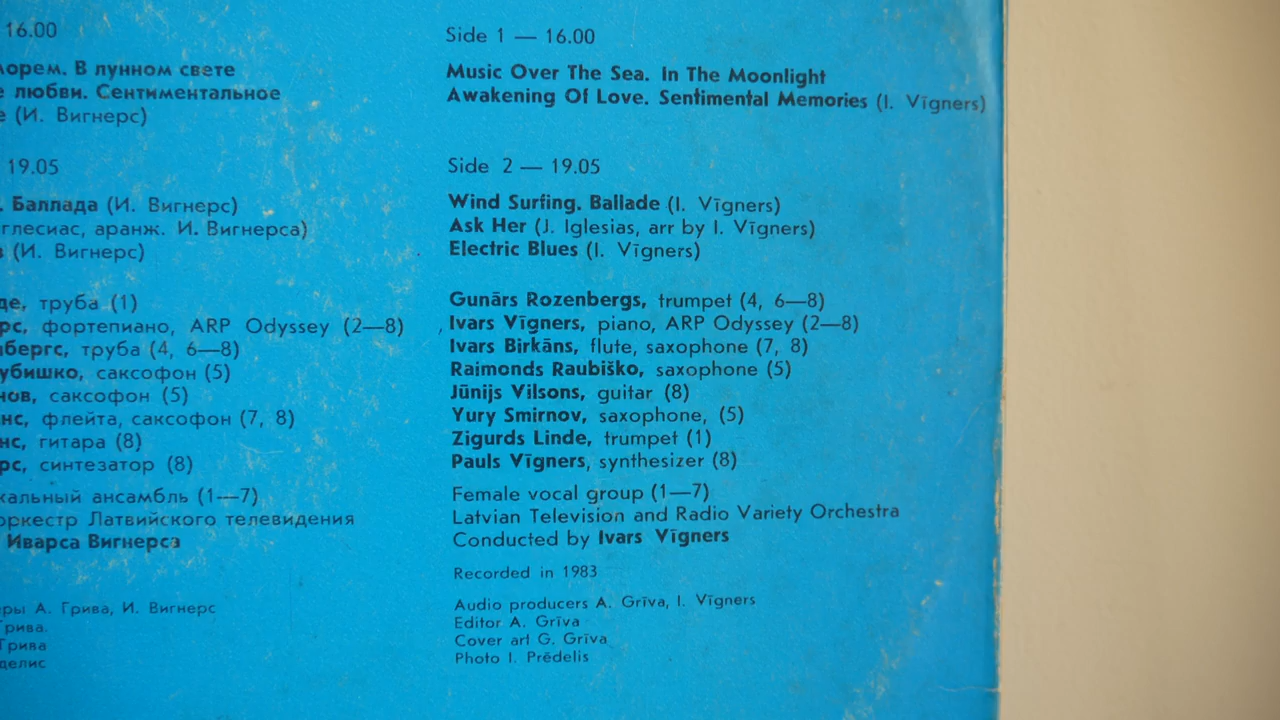 16.00
морем. В лунном свете
е любви. Сентиментальное
е (И. Вигнерс)
19.05
. Баллада (И. Вигнерс)
глесиас, аранж. И. Вигнерса)
в (И. Вигнерс)
де, труба (1)
рс, фортепиано, ARP Odyssey (2—8)
нбергс, труба (4, 6—8)
убишко, саксофон (5)
нов, саксофон (5)
нс, флейта, саксофон (7, 8)
нс, гитара (8)
рс, синтезатор (8)
кальный ансамбль (1—7)
оркестр Латвийского телевидения
Иварса Вигнерса
еры А. Грива, И. Вигнерс
Грива.
Грива
делис
Side 1 — 16.00
Music Over The Sea. In The Moonlight
Awakening Of Love. Sentimental Memories (I. Vīgners)
Side 2 — 19.05
Wind Surfing. Ballade (I. Vīgners)
Ask Her (J. Iglesias, arr by I. Vīgners)
Electric Blues (I. Vīgners)
Gunārs Rozenbergs, trumpet (4, 6—8)
Ivars Vīgners, piano, ARP Odyssey (2—8)
Ivars Birkāns, flute, saxophone (7, 8)
Raimonds Raubiško, saxophone (5)
Jūnijs Vilsons, guitar (8)
Yury Smirnov, saxophone, (5)
Zigurds Linde, trumpet (1)
Pauls Vīgners, synthesizer (8)
Female vocal group (1—7)
Latvian Television and Radio Variety Orchestra
Conducted by Ivars Vīgners
Recorded in 1983
Audio producers A. Grīva, I. Vīgners
Editor A. Grīva
Cover art G. Grīva
Photo I. Prēdelis